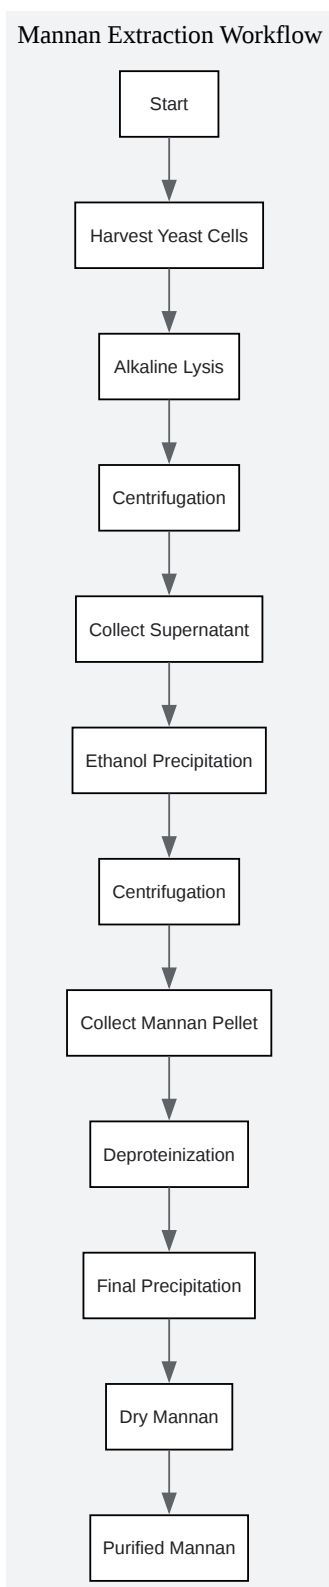 Mannan Extraction Workflow
Start
Harvest Yeast Cells
Alkaline Lysis
Centrifugation
Collect Supernatant
Ethanol Precipitation
Centrifugation
Collect Mannan Pellet
Deproteinization
Final Precipitation
Dry Mannan
Purified Mannan